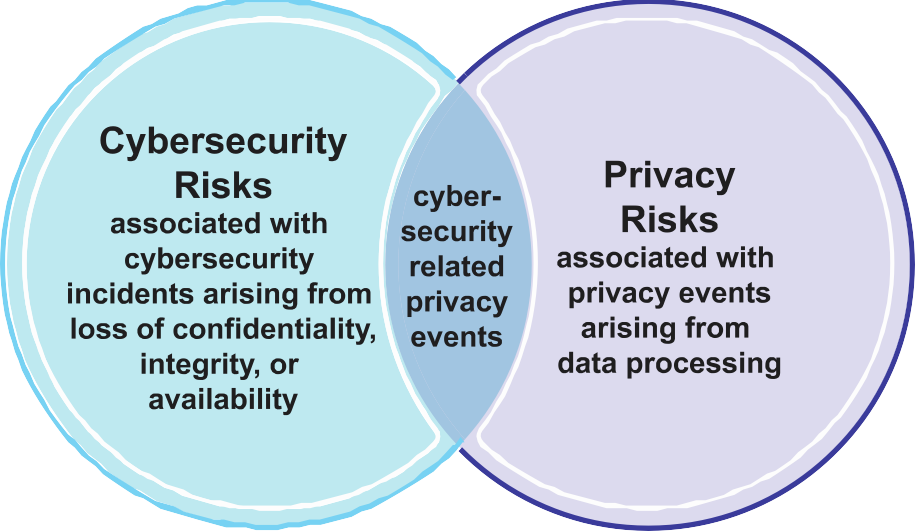 Cybersecurity
Risks
associated with
cybersecurity
incidents arising from
loss of confidentiality,
integrity, or
availability
cyber-
security
related
privacy
events
Privacy
Risks
associated with
privacy events
arising from
data processing